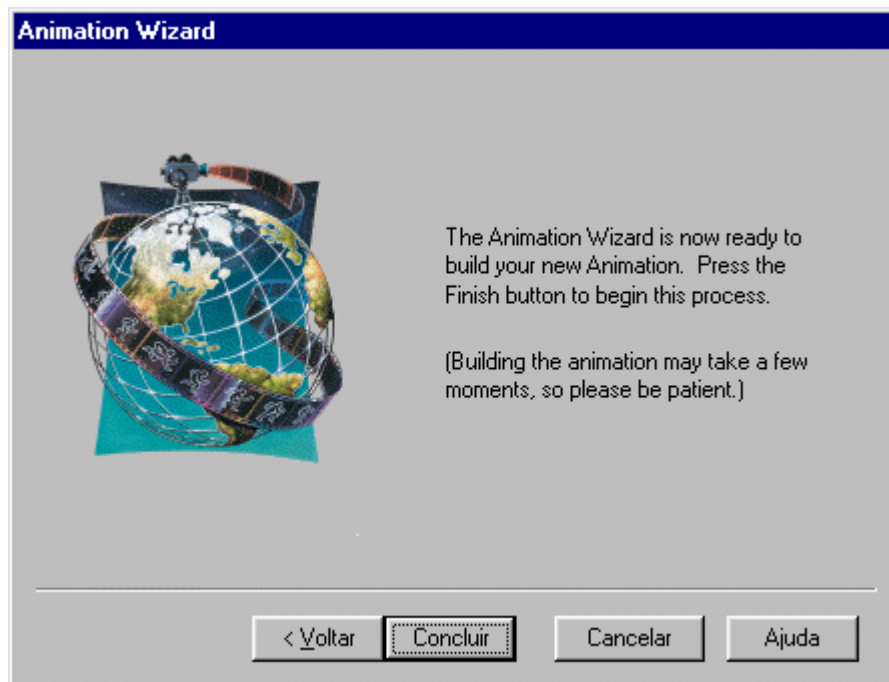 Animation Wizard
The Animation Wizard is now ready to
build your new Animation. Press the
Finish button to begin this process.
(Building the animation may take a few
moments, so please be patient.)
< Voltar
Concluir
Cancelar
Ajuda